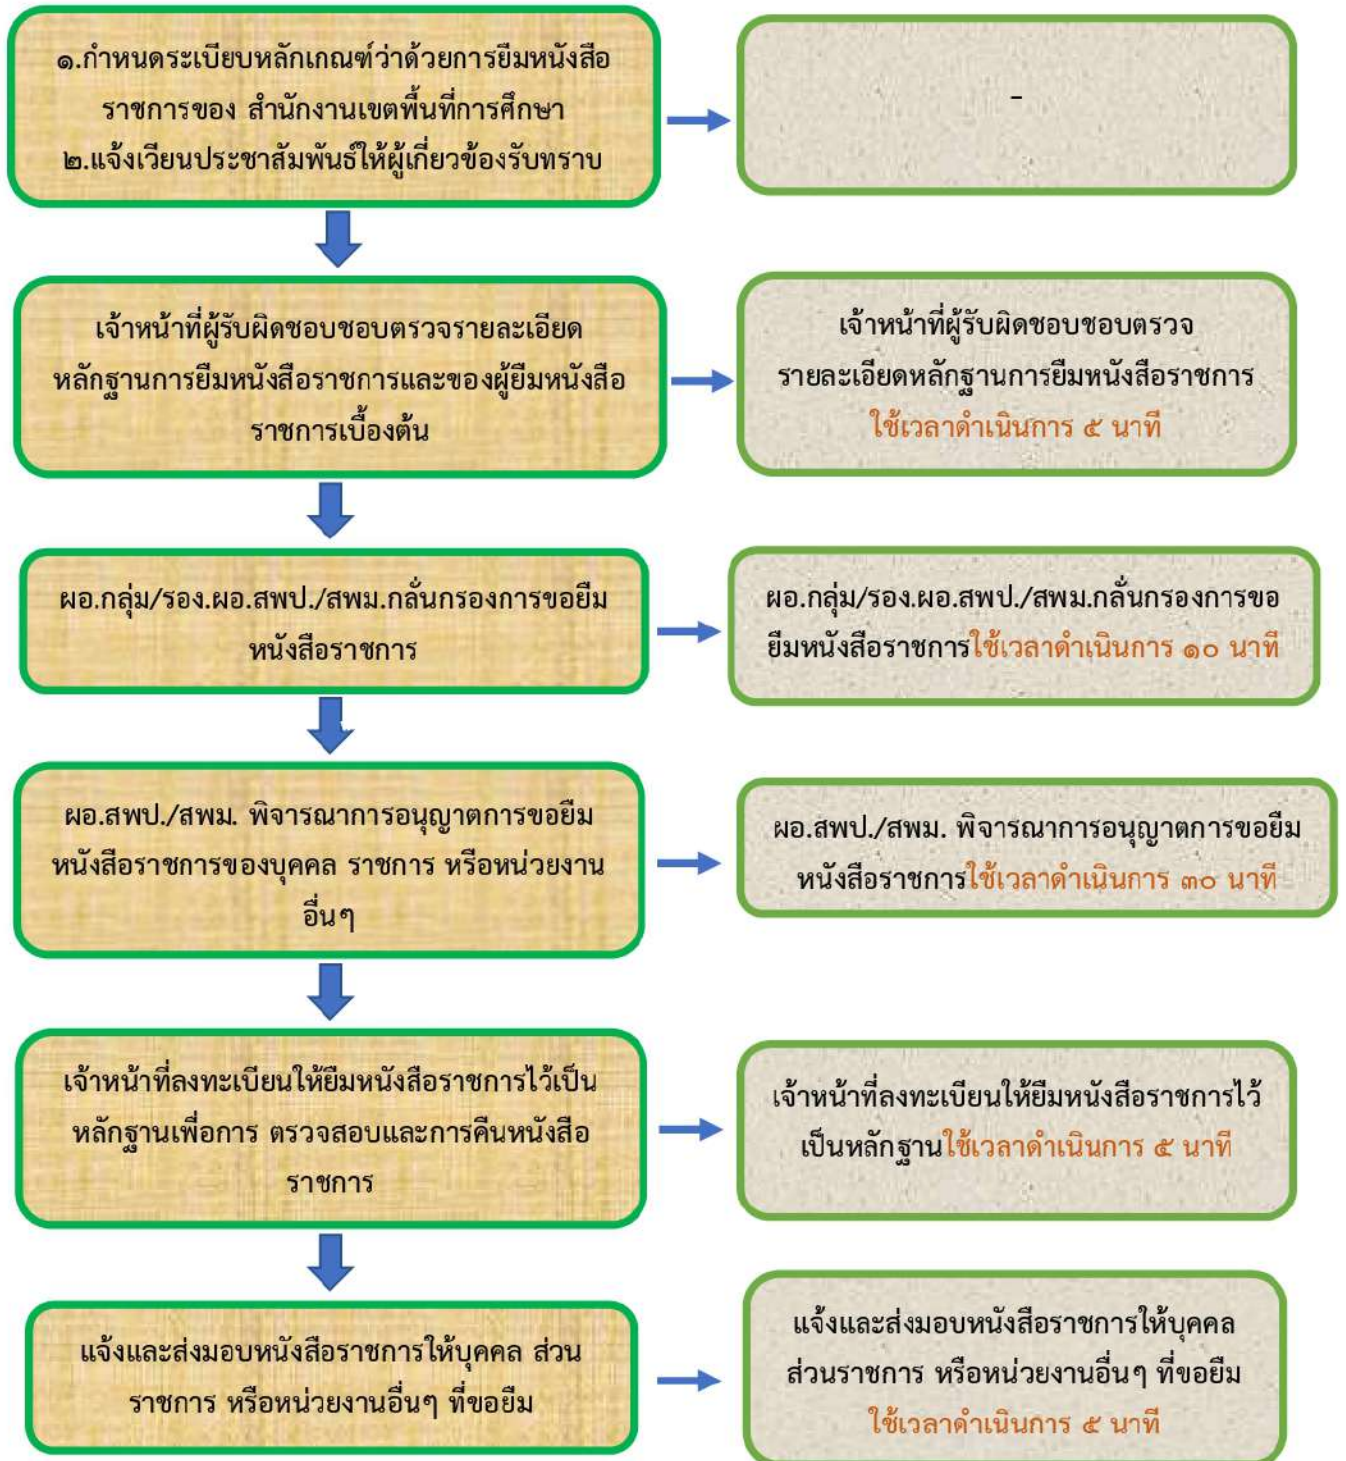 ๑.กำหนดระเบียบหลักเกณฑ์ว่าด้วยการยืมหนังสือ
ราชการของ สำนักงานเขตพื้นที่การศึกษา
๒.แจ้งเวียนประชาสัมพันธ์ให้ผู้เกี่ยวข้องรับทราบ
-
เจ้าหน้าที่ผู้รับผิดชอบชอบตรวจรายละเอียด
หลักฐานการยืมหนังสือราชการและของผู้ยืมหนังสือ
ราชการเบื้องต้น
เจ้าหน้าที่ผู้รับผิดชอบชอบตรวจ
รายละเอียดหลักฐานการยืมหนังสือราชการ
ใช้เวลาดำเนินการ ๕ นาที
ผอ.กลุ่ม/รอง.ผอ.สพป./สพม.กลั่นกรองการขอยืม
หนังสือราชการ
ผอ.กลุ่ม/รอง.ผอ.สพป./สพม.กลั่นกรองการขอ
ยืมหนังสือราชการใช้เวลาดำเนินการ ๑๐ นาที
ผอ.สพป./สพม. พิจารณาการอนุญาตการขอยืม
หนังสือราชการของบุคคล ราชการ หรือหน่วยงาน
อื่นๆ
ผอ.สพป./สพม. พิจารณาการอนุญาตการขอยืม
หนังสือราชการใช้เวลาดำเนินการ ๓๐ นาที
เจ้าหน้าที่ลงทะเบียนให้ยืมหนังสือราชการไว้เป็น
หลักฐานเพื่อการ ตรวจสอบและการคืนหนังสือ
ราชการ
เจ้าหน้าที่ลงทะเบียนให้ยืมหนังสือราชการไว้
เป็นหลักฐานใช้เวลาดำเนินการ ๕ นาที
แจ้งและส่งมอบหนังสือราชการให้บุคคล ส่วน
ราชการ หรือหน่วยงานอื่นๆ ที่ขอยืม
แจ้งและส่งมอบหนังสือราชการให้บุคคล
ส่วนราชการ หรือหน่วยงานอื่นๆ ที่ขอยืม
ใช้เวลาดำเนินการ ๕ นาที